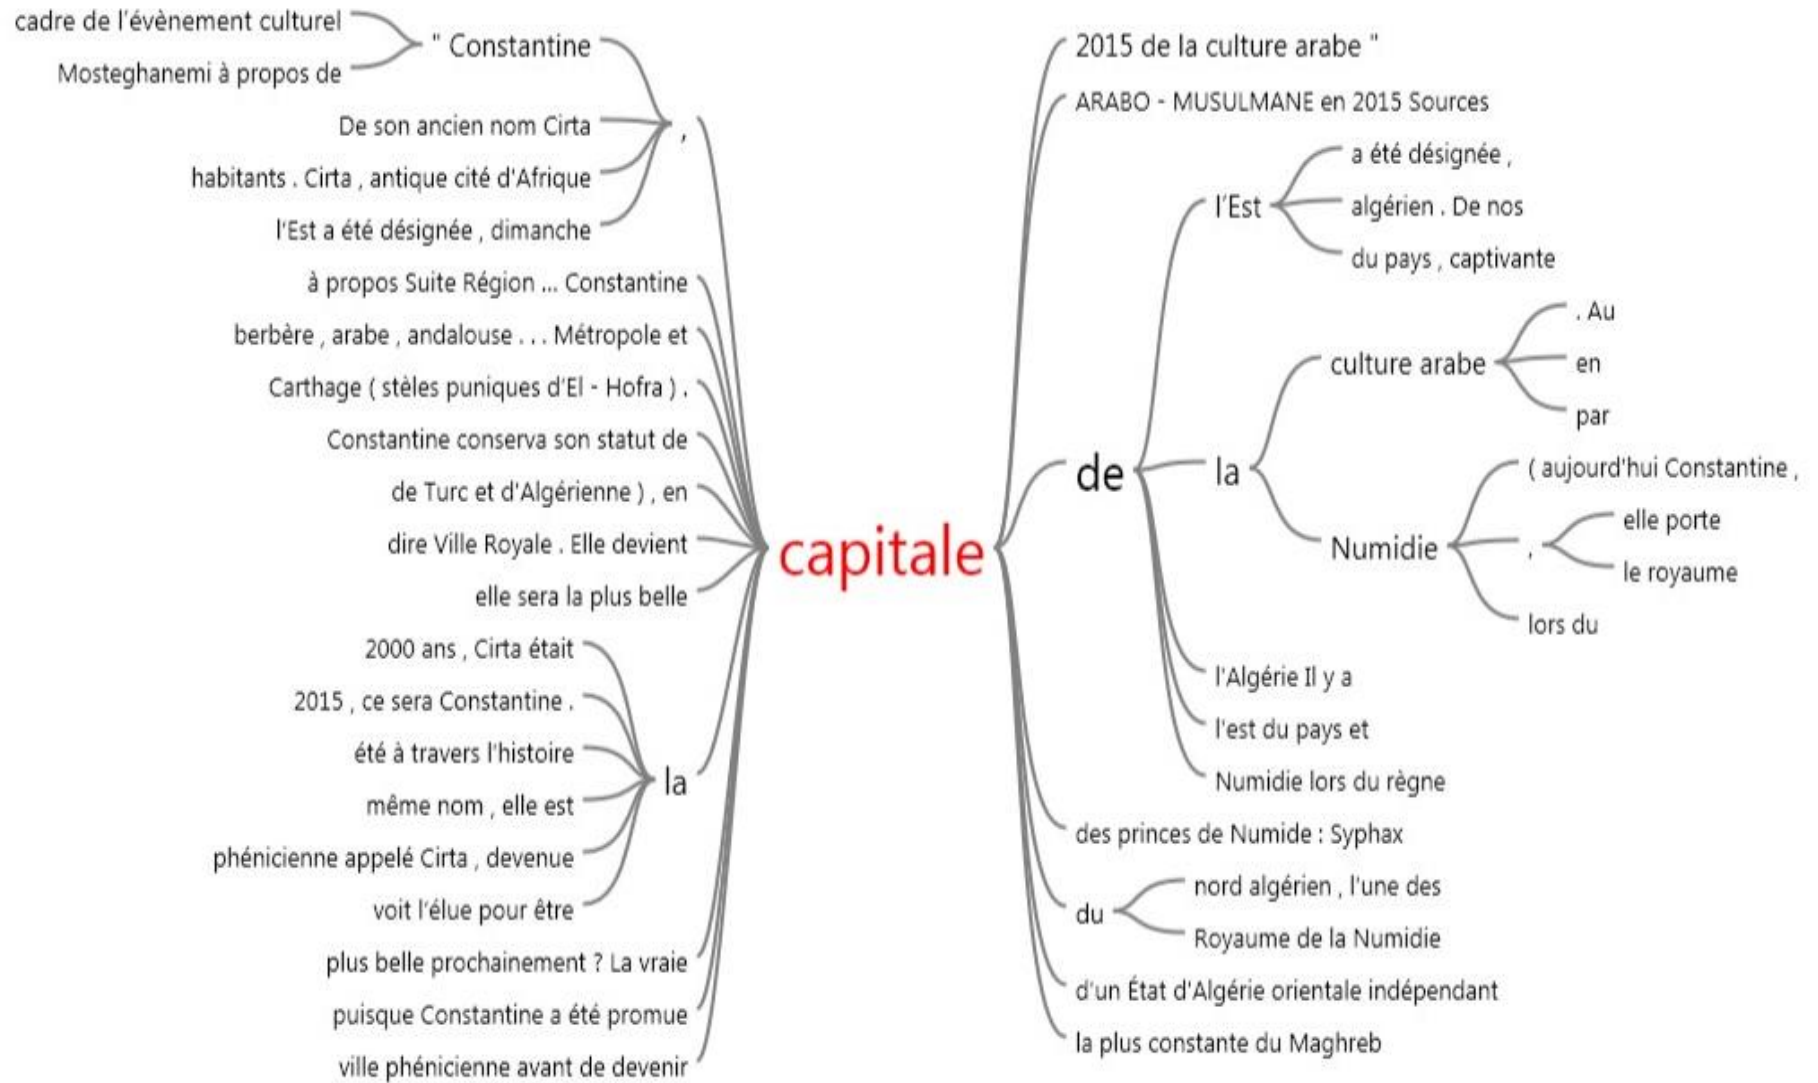 cadre de l'évènement culturel
Mosteghanemi à propos de
" Constantine
De son ancien nom Cirta
habitants . Cirta , antique cité d'Afrique
l'Est a été désignée , dimanche
,
à propos Suite Région ... Constantine
berbère , arabe , andalouse . . . Métropole et
Carthage ( stèles puniques d'El - Hofra ) .
Constantine conserva son statut de
de Turc et d'Algérienne ) , en
dire Ville Royale . Elle devient
elle sera la plus belle
2000 ans , Cirta était
2015 , ce sera Constantine .
été à travers l'histoire
même nom , elle est
phénicienne appelé Cirta , devenue
voit l'élue pour être
la
plus belle prochainement ? La vraie
puisque Constantine a été promue
ville phénicienne avant de devenir
capitale
2015 de la culture arabe "
ARABO - MUSULMANE en 2015 Sources
de
l'Est
a été désignée ,
algérien . De nos
du pays , captivante
la
culture arabe
. Au
en
par
Numidie
( aujourd'hui Constantine ,
,
elle porte
le royaume
lors du
l'Algérie Il y a
l'est du pays et
Numidie lors du règne
des princes de Numide : Syphax
du
nord algérien , l'une des
Royaume de la Numidie
d'un État d'Algérie orientale indépendant
la plus constante du Maghreb